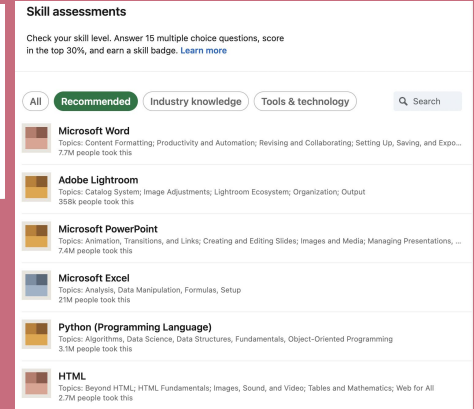 Skill assessments
Check your skill level. Answer 15 multiple choice questions, score
in the top 30%, and earn a skill badge. Learn more
All Recommended Industry knowledge Tools & technology Search
Microsoft Word
Topics: Content Formatting; Productivity and Automation; Revising and Collaborating; Setting Up, Saving, and Expo...
7.7M people took this
Adobe Lightroom
Topics: Catalog System; Image Adjustments; Lightroom Ecosystem; Organization; Output
358k people took this
Microsoft PowerPoint
Topics: Animation, Transitions, and Links; Creating and Editing Slides; Images and Media; Managing Presentations, ...
7.4M people took this
Microsoft Excel
Topics: Analysis, Data Manipulation, Formulas, Setup
21M people took this
Python (Programming Language)
Topics: Algorithms, Data Science, Data Structures, Fundamentals, Object-Oriented Programming
3.1M people took this
HTML
Topics: Beyond HTML; HTML Fundamentals; Images, Sound, and Video; Tables and Mathematics; Web for All
2.7M people took this